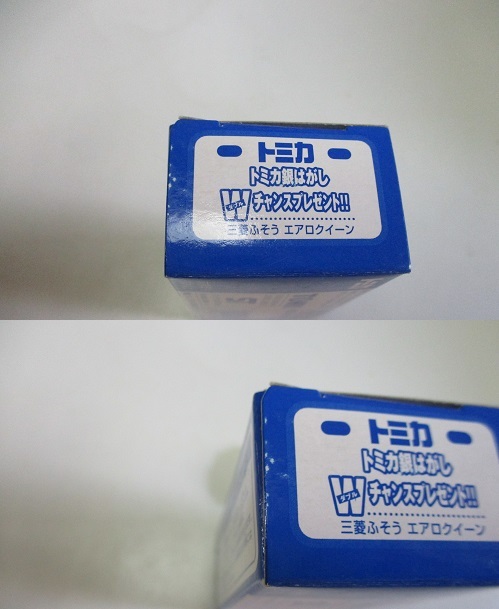 トミカ
トミカ銀はがし
Wダブル チャンスプレゼント!!
三菱ふそう エアロクイーン
トミカ
トミカ銀はがし
Wダブル チャンスプレゼント!!
三菱ふそう エアロクイーン